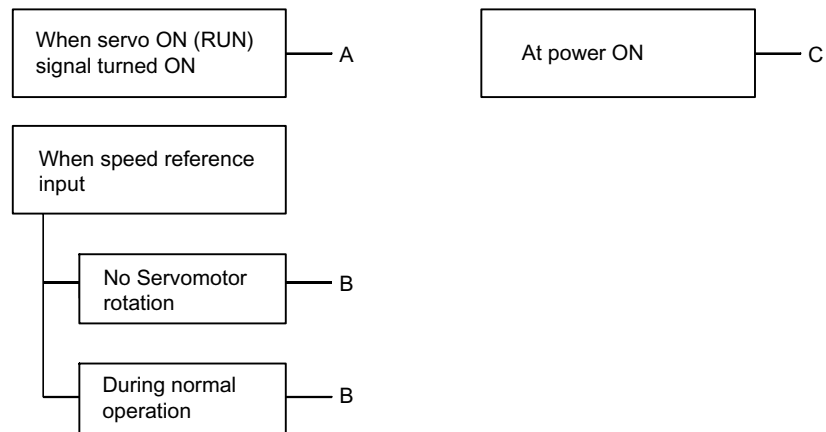 When servo ON (RUN)
signal turned ON
A
At power ON
C
When speed reference
input
No Servomotor
rotation
B
During normal
operation
B